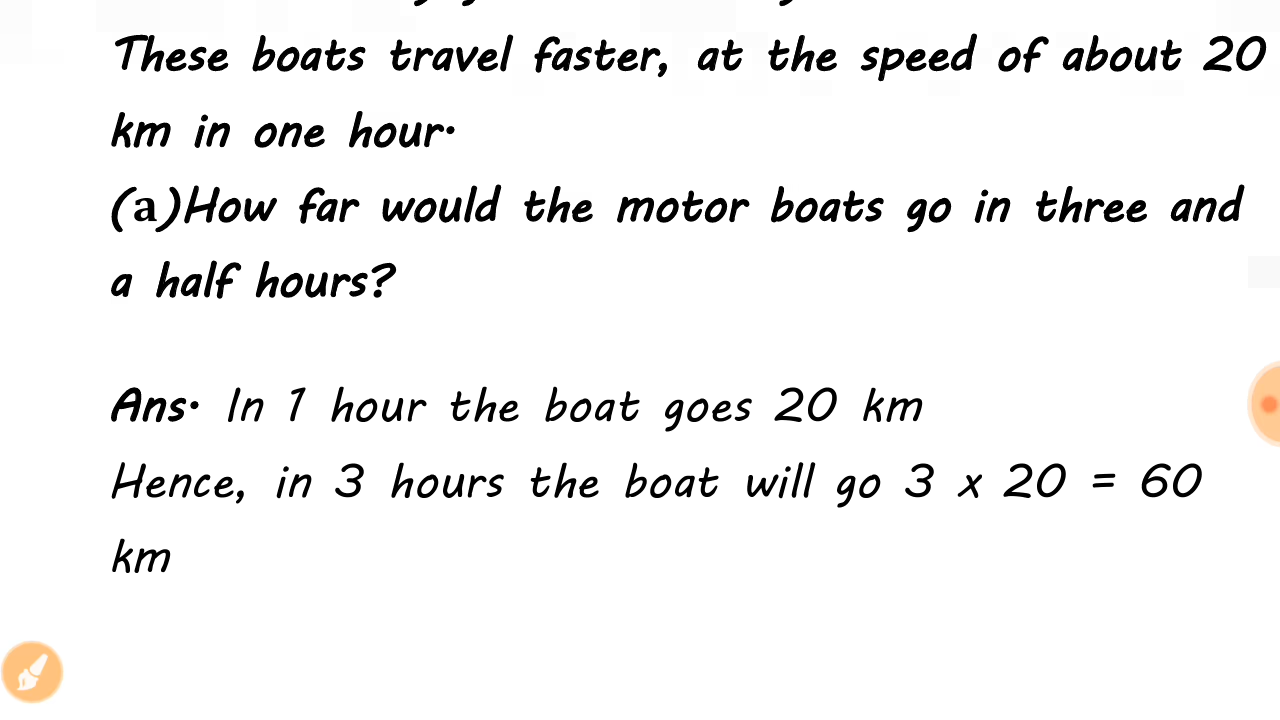 These boats travel faster, at the speed of about 20
km in one hour.
(a)How far would the motor boats go in three and
a half hours?
Ans. In 1 hour the boat goes 20 km
Hence, in 3 hours the boat will go 3 x 20 = 60
km